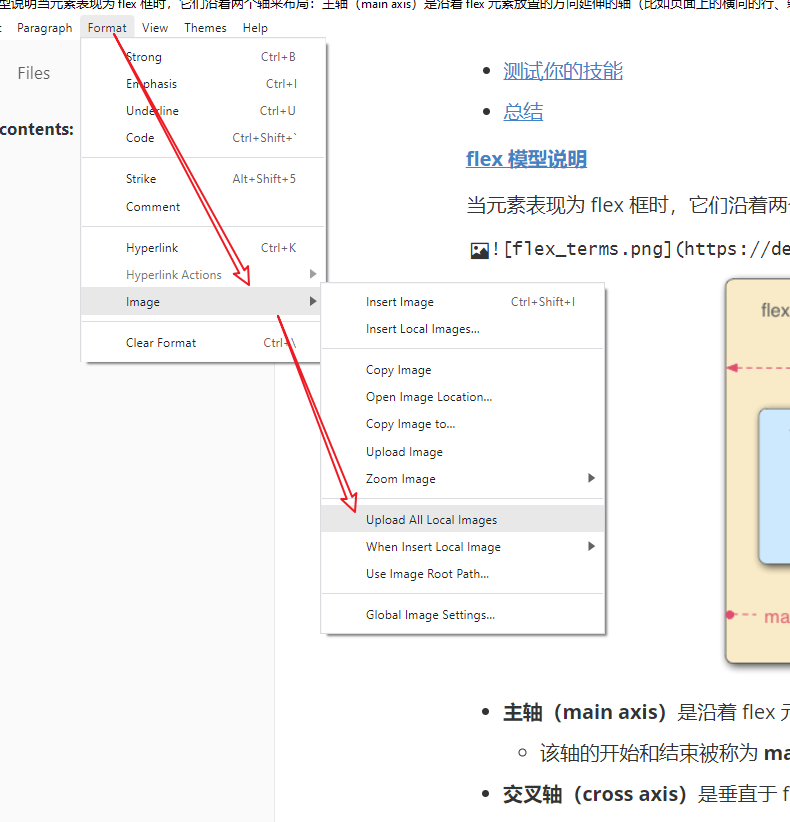 型说明当元素表现为 flex 框时，它们沿着两个轴来布局：主轴（main axis）是沿着 flex 元素放置的方向延伸的轴（比如页面上的横向的行、
Paragraph Format View Themes Help
Files
contents:
Strong Ctrl+B
Emphasis Ctrl+I
Underline Ctrl+U
Code Ctrl+Shift+`
Strike Alt+Shift+5
Comment
Hyperlink Ctrl+K
Hyperlink Actions
Image
Clear Format Ctrl+\
Insert Image Ctrl+Shift+I
Insert Local Images...
Copy Image
Open Image Location...
Copy Image to...
Upload Image
Zoom Image
Upload All Local Images
When Insert Local Image
Use Image Root Path...
Global Image Settings...
测试你的技能
总结
flex 模型说明
当元素表现为 flex 框时，它们沿着两
![flex_terms.png](https://de
flex
ma
主轴（main axis）是沿着 flex 元
该轴的开始和结束被称为 ma
交叉轴（cross axis）是垂直于 f